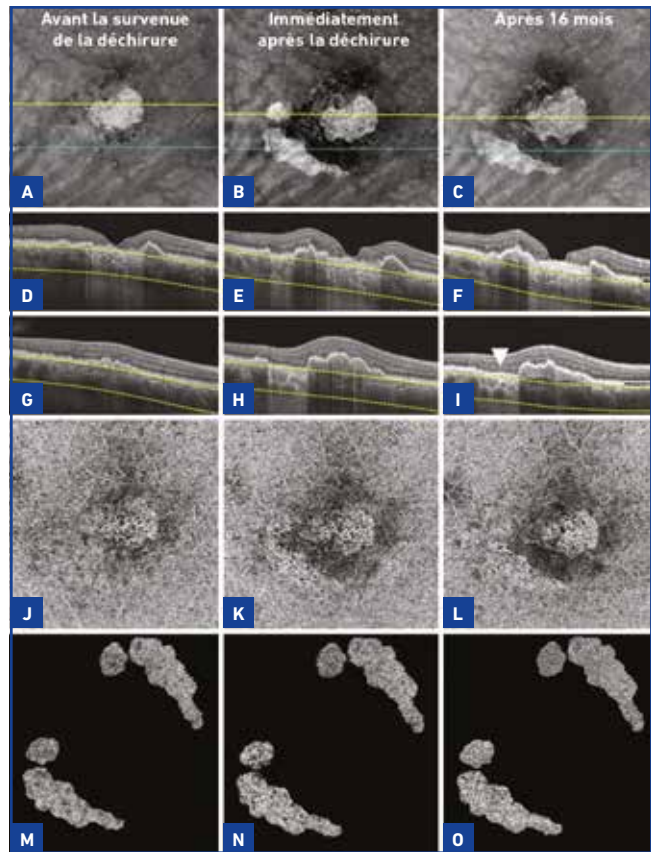 Avant la survenue
de la déchirure
Immédiatement
après la déchirure
Après 16 mois
A
B
C
D
E
F
G
H
I
J
K
L
M
N
O